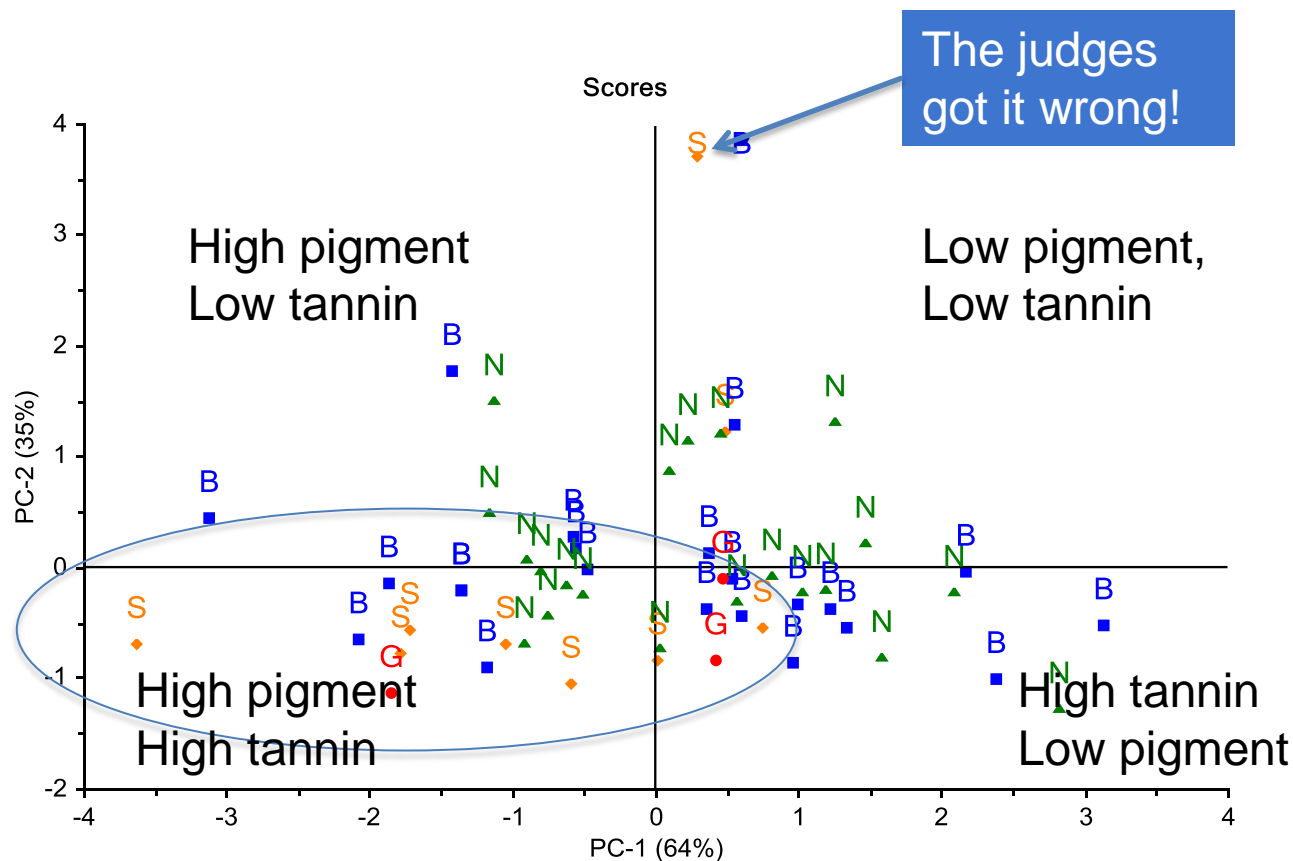 The judges
got it wrong!
Scores
4
S B
High pigment
Low tannin
Low pigment,
Low tannin
3
2
B
N
N
N N S B
N
1
N
B
B
B
N
N
B
B
N
B
N
B
B
N
G
B
N
B
N
N
N
0
B
N
N
B
B
B
N
S
B
S
B
N
S
N
S
S
B
N
S
G
B
N
B
B
S
G
N
-1
High pigment
High tannin
High tannin
Low pigment
-2
-4 -3 -2 -1 0 1 2 3 4
PC-1 (64%)
PC-2 (35%)